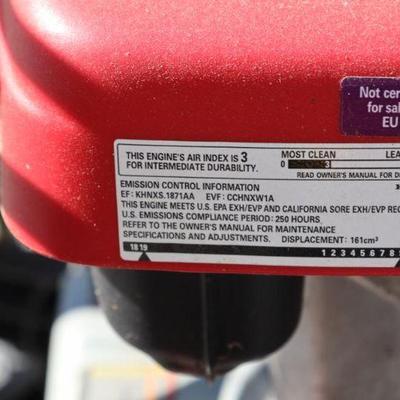 Not cer
for sal
EU
THIS ENGINE'S AIR INDEX IS 3
FOR INTERMEDIATE DURABILITY.
MOST CLEAN LEA
0 3
READ OWNER'S MANUAL FOR D
EMISSION CONTROL INFORMATION
EF: KHNXS.1871AA EVF: CCHNXW1A
THIS ENGINE MEETS U.S. EPA EXH/EVP AND CALIFORNIA SORE EXH/EVP REG
U.S. EMISSIONS COMPLIANCE PERIOD: 250 HOURS.
REFER TO THE OWNER'S MANUAL FOR MAINTENANCE
SPECIFICATIONS AND ADJUSTMENTS. DISPLACEMENT: 161cm³
18 19 1 2 3 4 5 6 7 8